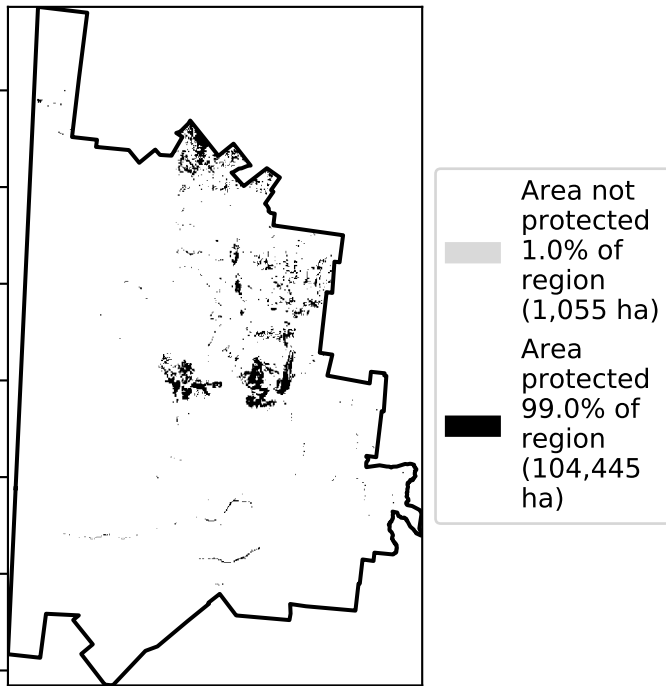 Area not
protected
1.0% of
region
(1,055 ha)
Area
protected
99.0% of
region
(104,445
ha)